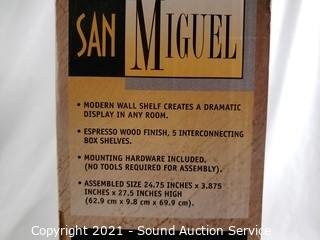 SAN MIGUEL
• MODERN WALL SHELF CREATES A DRAMATIC
DISPLAY IN ANY ROOM.
• ESPRESSO WOOD FINISH, 5 INTERCONNECTING
BOX SHELVES.
• MOUNTING HARDWARE INCLUDED,
(NO TOOLS REQUIRED FOR ASSEMBLY).
• ASSEMBLED SIZE 24.75 INCHES x 3.875
INCHES x 27.5 INCHES HIGH
(62.9 cm x 9.8 cm x 69.9 cm).
Copyright 2021 - Sound Auction Service